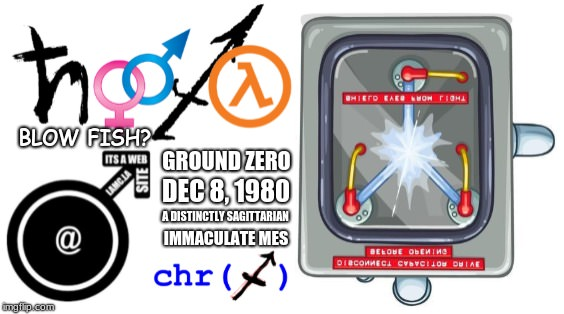 BLOW FISH?
ITS A WEB
SITE
@
GROUND ZERO
DEC 8, 1980
A DISTINCTLY SAGITTARIAN
IMMACULATE MES
chr(♐)
SHIELD EYES FROM LIGHT
BEFORE OPENING
DISCONNECT CAPACITOR DRIVE
imgflip.com